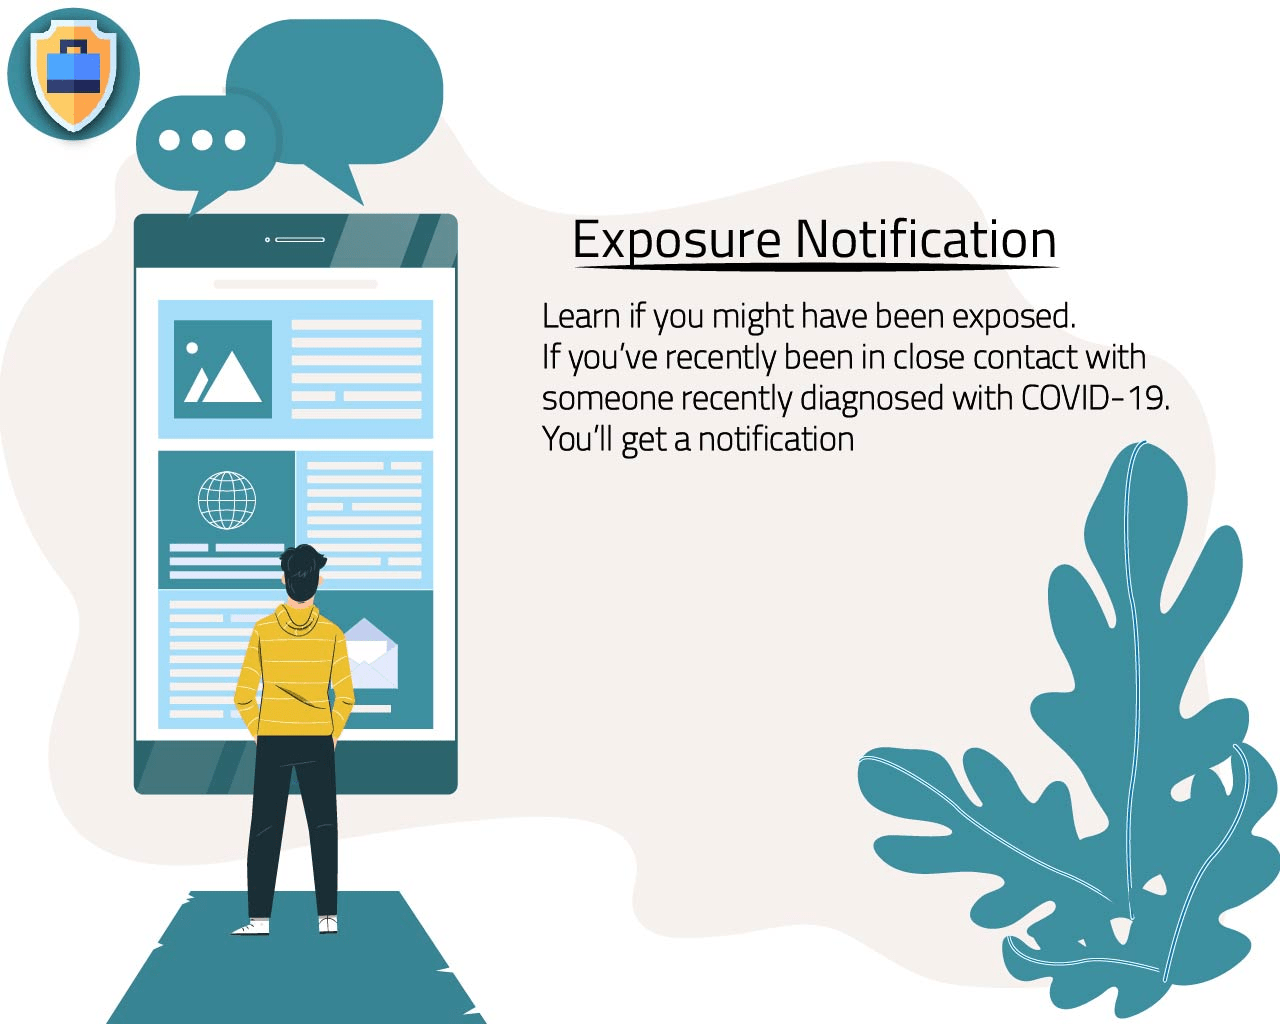 Exposure Notification
Learn if you might have been exposed.
If you’ve recently been in close contact with
someone recently diagnosed with COVID-19.
You’ll get a notification